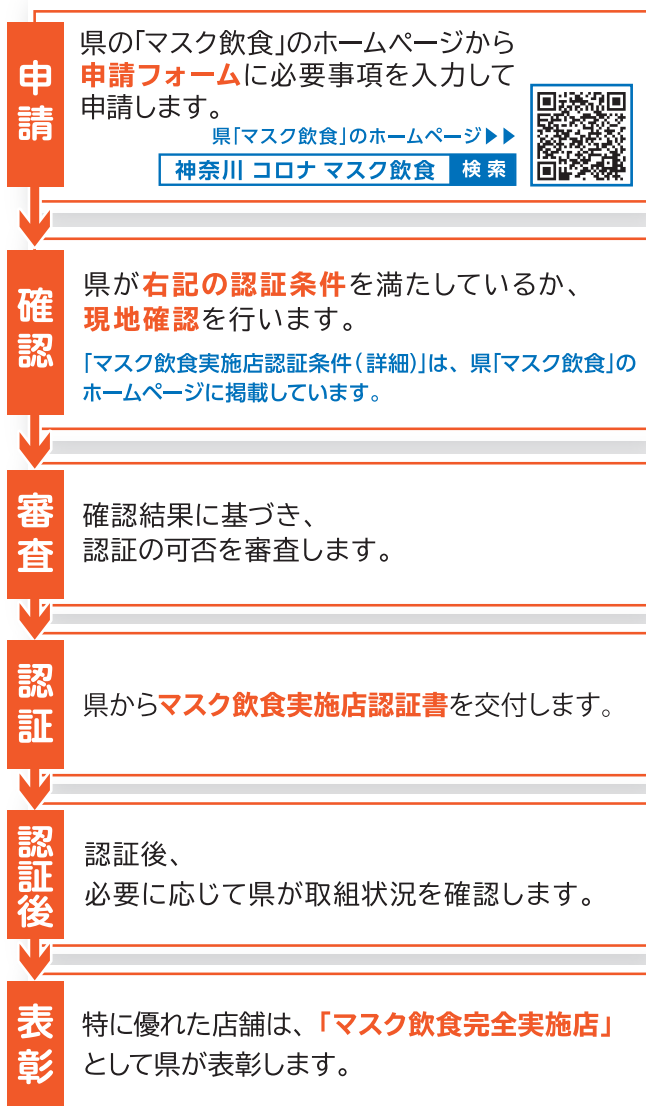 申請
県の「マスク飲食」のホームページから
申請フォームに必要事項を入力して
申請します。
県「マスク飲食」のホームページ▶▶
神奈川 コロナ マスク飲食 検索
確認
県が右記の認証条件を満たしているか、
現地確認を行います。
「マスク飲食実施店認証条件(詳細)」は、県「マスク飲食」の
ホームページに掲載しています。
審査
確認結果に基づき、
認証の可否を審査します。
認証
県からマスク飲食実施店認証書を交付します。
認証後
認証後、
必要に応じて県が取組状況を確認します。
表彰
特に優れた店舗は、「マスク飲食完全実施店」
として県が表彰します。